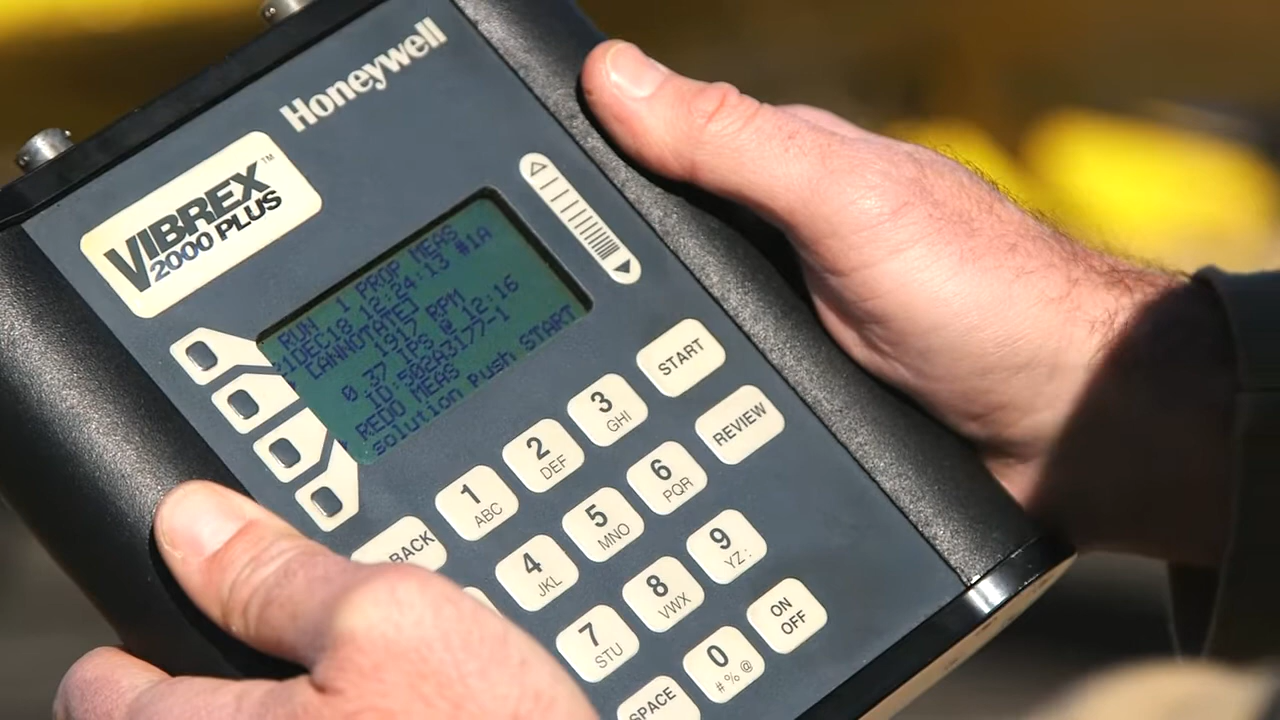 Honeywell
VIBREX™
2000 PLUS
RUN 1 PROP MEAS
21DEC18 12:24:13 #1A
[ANNOTATE]
1917 RPM
0.37 IPS @ 12:16
ID:502A3177-1
REDO MEAS
solution Push START
START
REVIEW
BACK
1
ABC
2
DEF
3
GHI
4
JKL
5
MNO
6
PQR
7
STU
8
VWX
9
YZ:
0
#%@
SPACE
ON
OFF